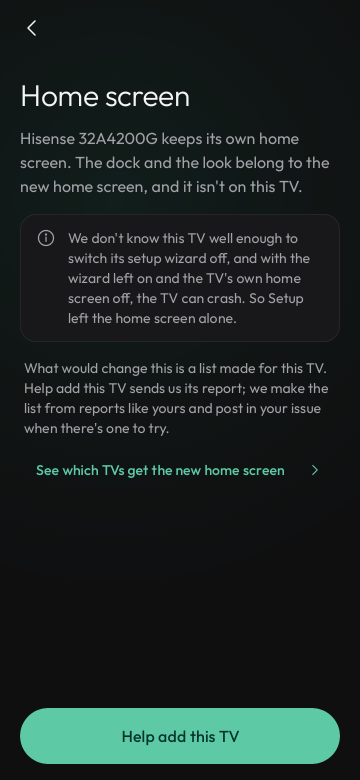 Home screen
Hisense 32A4200G keeps its own home
screen. The dock and the look belong to the
new home screen, and it isn't on this TV.
We don't know this TV well enough to
switch its setup wizard off, and with the
wizard left on and the TV's own home
screen off, the TV can crash. So Setup
left the home screen alone.
What would change this is a list made for this TV.
Help add this TV sends us its report; we make the
list from reports like yours and post in your issue
when there's one to try.
See which TVs get the new home screen
Help add this TV